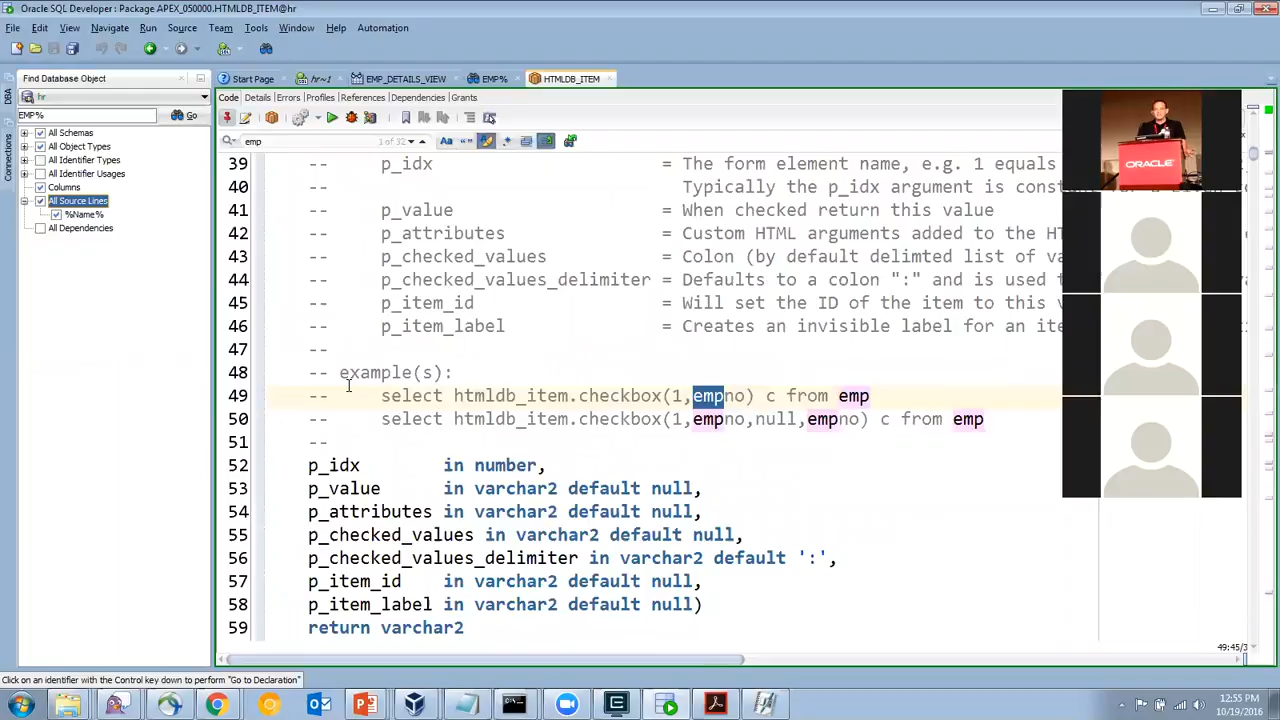 Oracle SQL Developer : Package APEX_050000.HTMLDB_ITEM@hr
File Edit View Navigate Run Source Team Tools Window Help Automation
Find Database Object
Start Page hr~1 EMP_DETAILS_VIEW EMP% HTMLDB_ITEM
hr
EMP% Go
All Schemas
All Object Types
All Identifier Types
All Identifier Usages
Columns
All Source Lines
%Name%
All Dependencies
DBA
Connections
Code Details Errors Profiles References Dependencies Grants
emp 1 of 32
39 -- p_idx = The form element name, e.g. 1 equals
40 -- Typically the p_idx argument is
41 -- p_value = When checked return this value
42 -- p_attributes = Custom HTML arguments added to the
43 -- p_checked_values = Colon (by default delimted list of
44 -- p_checked_values_delimiter = Defaults to a colon ":" and is used
45 -- p_item_id = Will set the ID of the item to this
46 -- p_item_label = Creates an invisible label for an
47 --
48 -- example(s):
49 -- select htmldb_item.checkbox(1,empno) c from emp
50 -- select htmldb_item.checkbox(1,empno,null,empno) c from emp
51 --
52 p_idx in number,
53 p_value in varchar2 default null,
54 p_attributes in varchar2 default null,
55 p_checked_values in varchar2 default null,
56 p_checked_values_delimiter in varchar2 default ':',
57 p_item_id in varchar2 default null,
58 p_item_label in varchar2 default null)
59 return varchar2
ORACLE
49:45/3
Click on an identifier with the Control key down to perform "Go to Declaration"
12:55 PM
10/19/2016